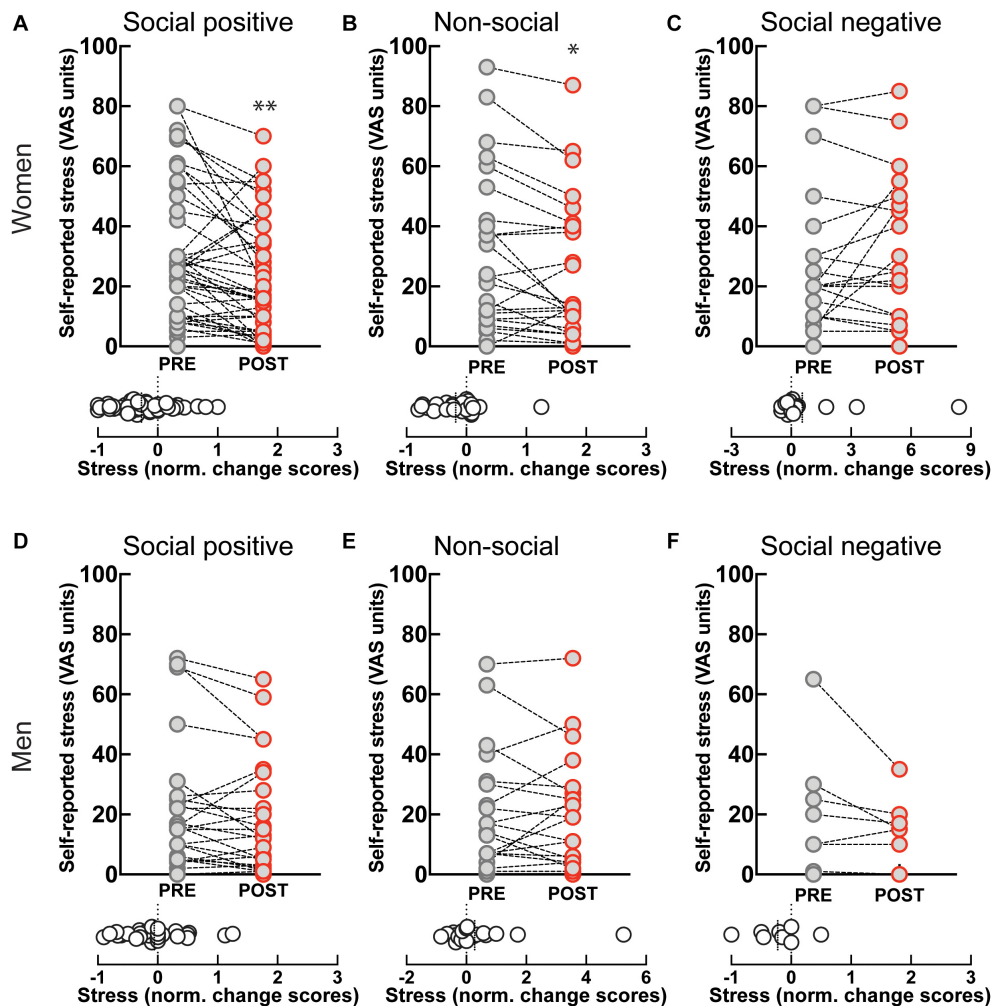 A Social positive
B Non-social
C Social negative
Women
Self-reported stress (VAS units)
100
80
60
40
20
0
**
PRE POST
-1 0 1 2 3
Stress (norm. change scores)
Self-reported stress (VAS units)
100
80
60
40
20
0
*
PRE POST
-1 0 1 2 3
Stress (norm. change scores)
Self-reported stress (VAS units)
100
80
60
40
20
0
PRE POST
-3 0 3 6 9
Stress (norm. change scores)
D Social positive
E Non-social
F Social negative
Men
Self-reported stress (VAS units)
100
80
60
40
20
0
PRE POST
-1 0 1 2 3
Stress (norm. change scores)
Self-reported stress (VAS units)
100
80
60
40
20
0
PRE POST
-2 0 2 4 6
Stress (norm. change scores)
Self-reported stress (VAS units)
100
80
60
40
20
0
PRE POST
-1 0 1 2 3
Stress (norm. change scores)